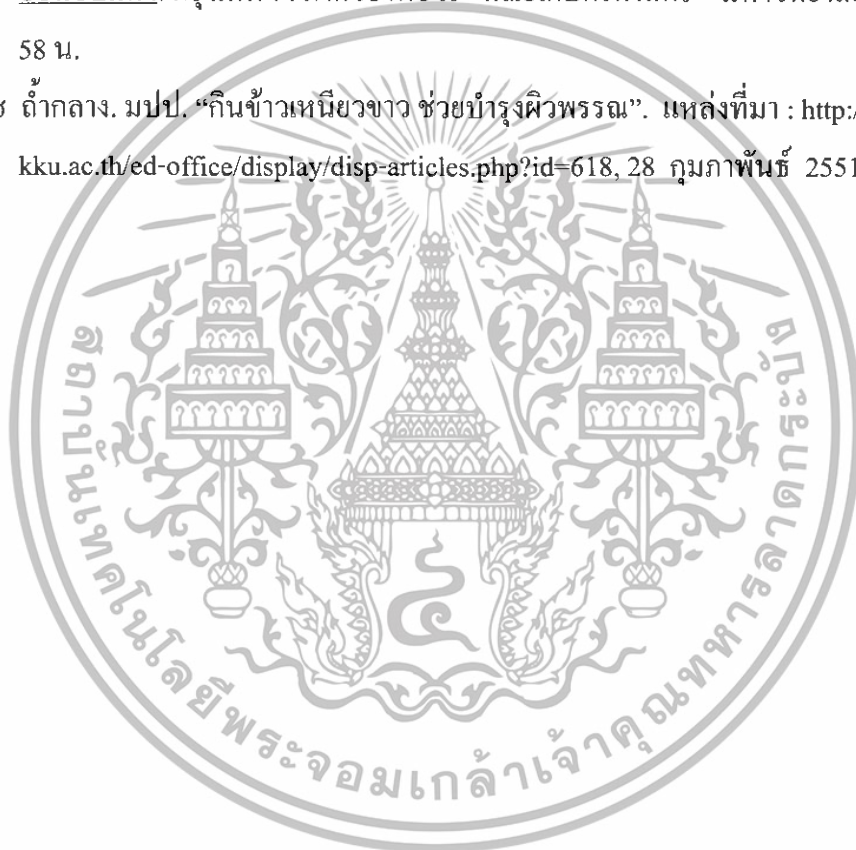 58 น.
ถ้ำกลาง. มปป. “กินข้าวเหนียวขาว ช่วยบำรุงผิวพรรณ”. แหล่งที่มา : http:/
kku.ac.th/ed-office/display/disp-articles.php?id=618, 28 กุมภาพันธ์ 2551
สถาบันเทคโนโลยีพระจอมเกล้าเจ้าคุณทหารลาดกระบัง